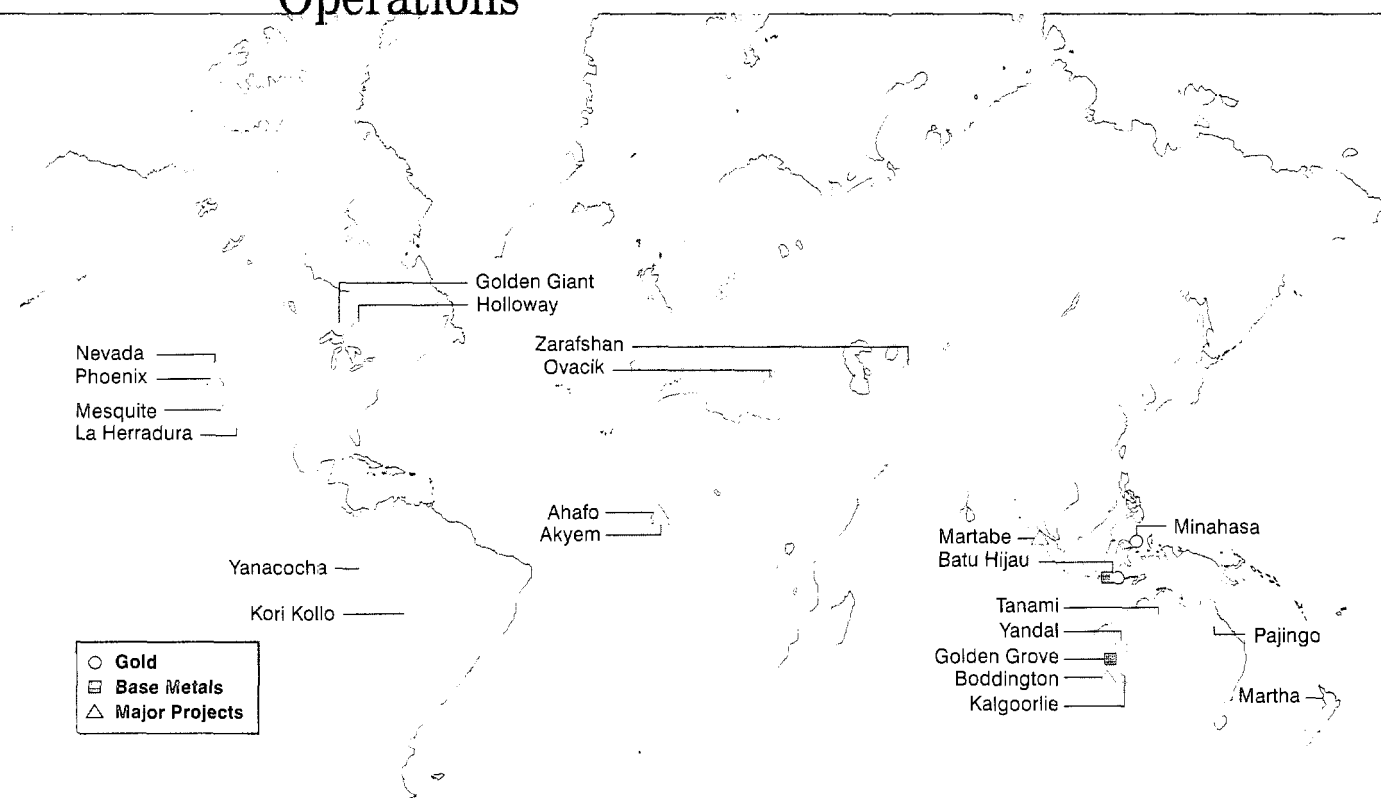 Operations
Golden Giant
Holloway
Nevada
Phoenix
Mesquite
La Herradura
Zarafshan
Ovacik
Ahafo
Akyem
Yanacocha
Kori Kollo
Martabe
Batu Hijau
Minahasa
Tanami
Yandal
Golden Grove
Boddington
Kalgoorlie
Pajingo
Martha
Gold
Base Metals
Major Projects